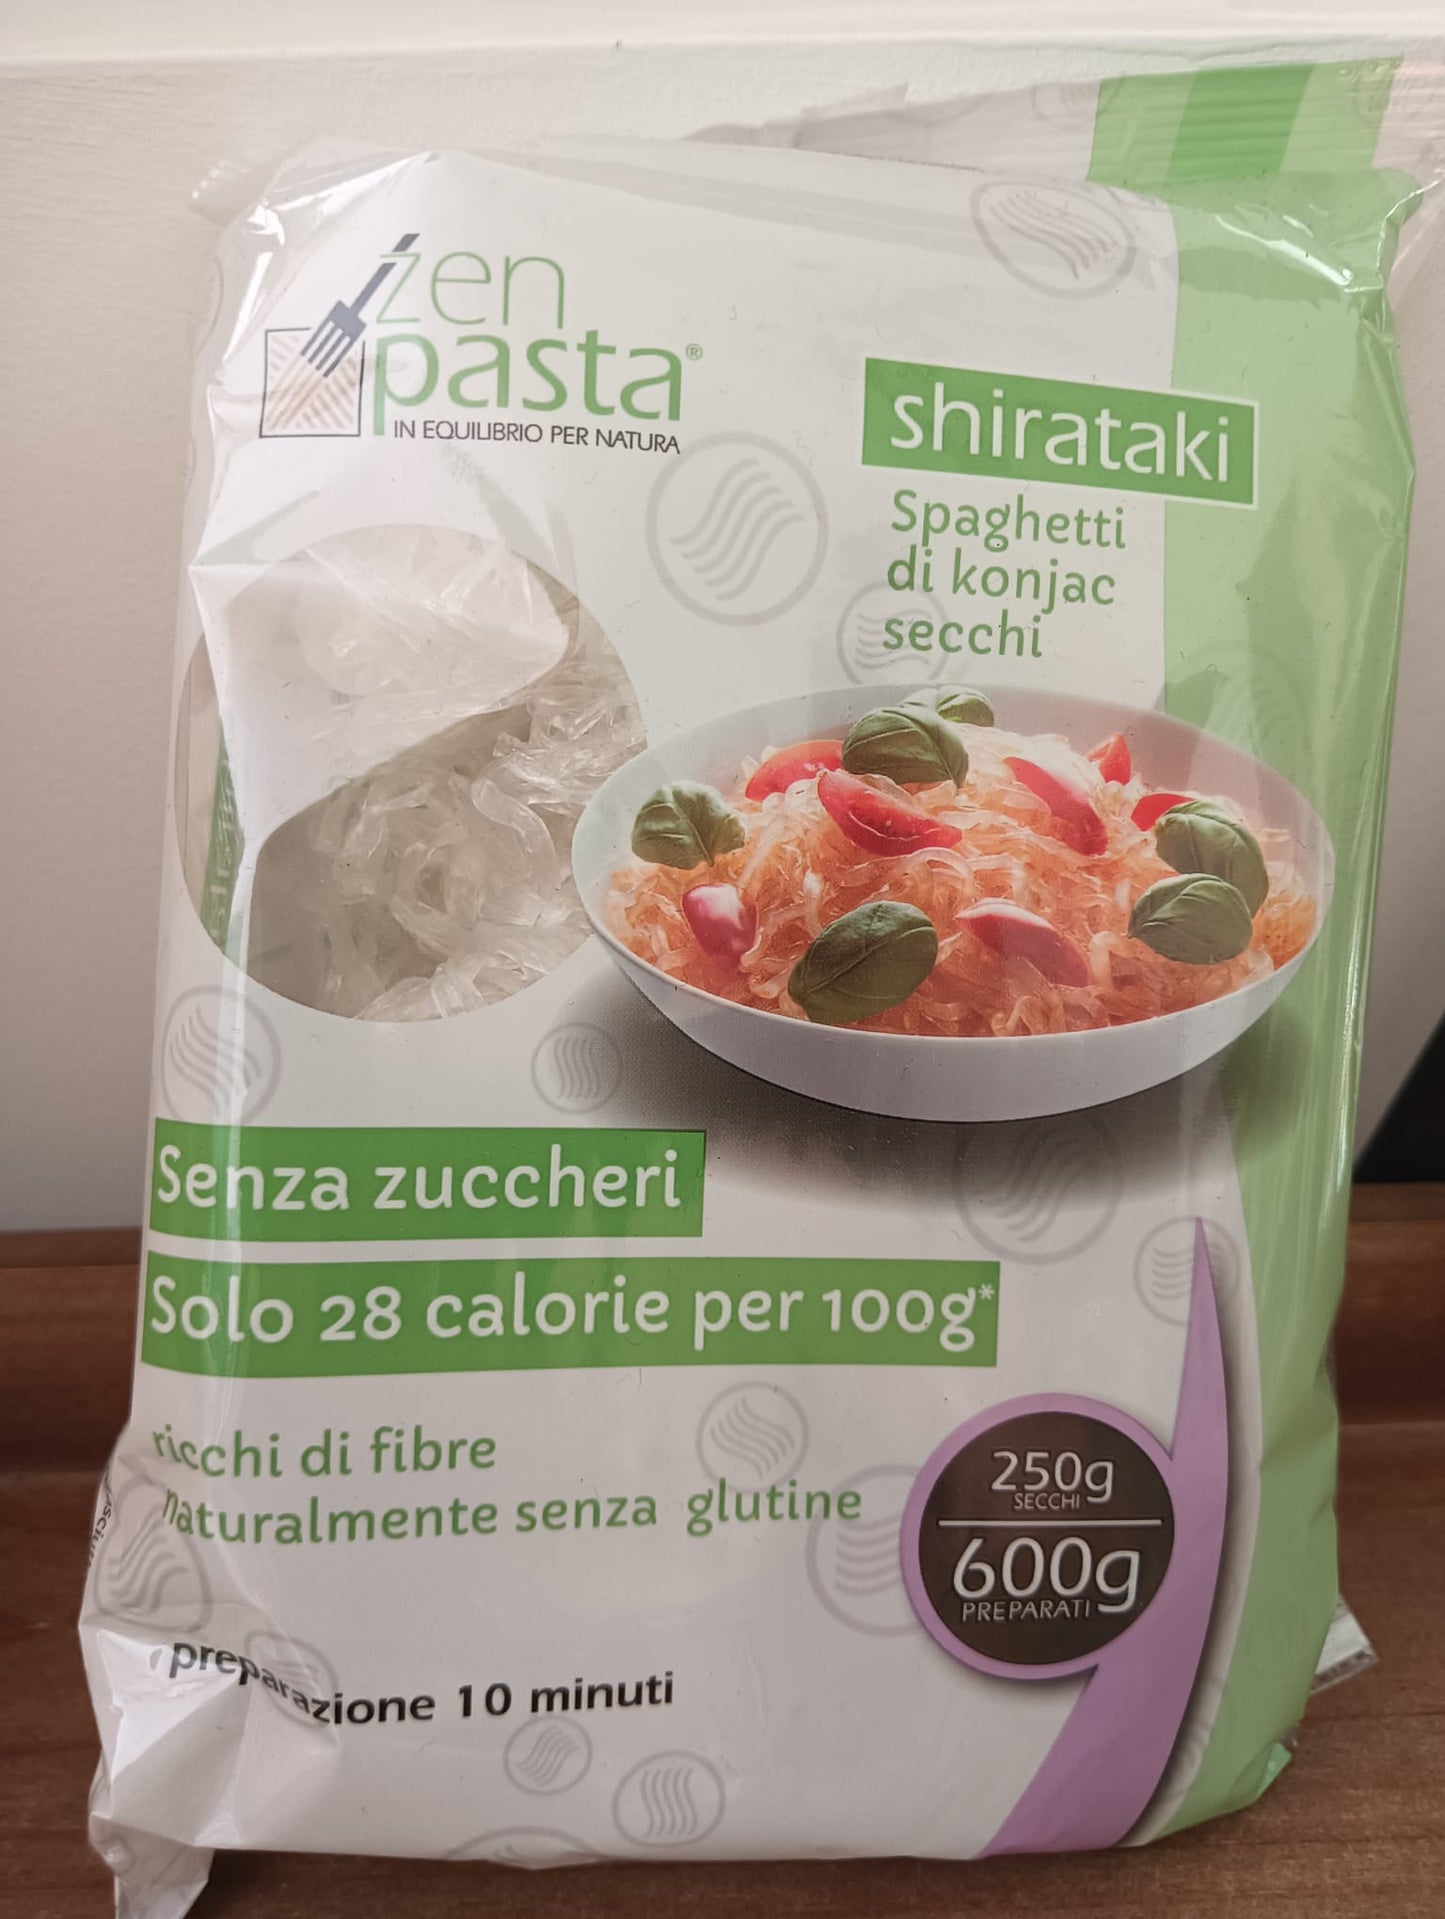 zen
pasta®
IN EQUILIBRIO PER NATURA
shirataki
Spaghetti
di konjac
secchi
Senza zuccheri
Solo 28 calorie per 100g*
ricchi di fibre
naturalmente senza glutine
250g
SECCHI
600g
PREPARATI
preparazione 10 minuti